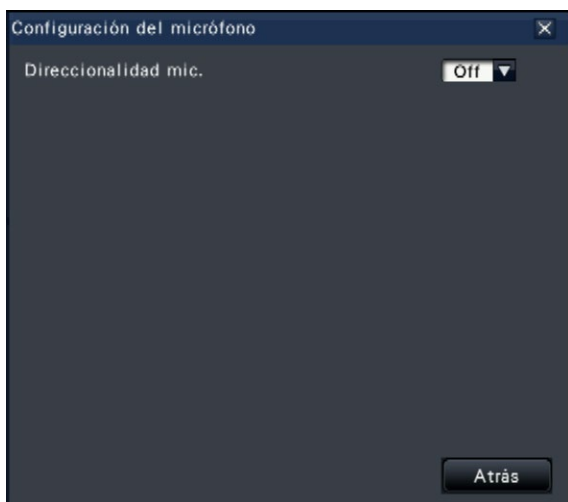 Configuración del micrófono
Direccionalidad mic.
Off
Atrás